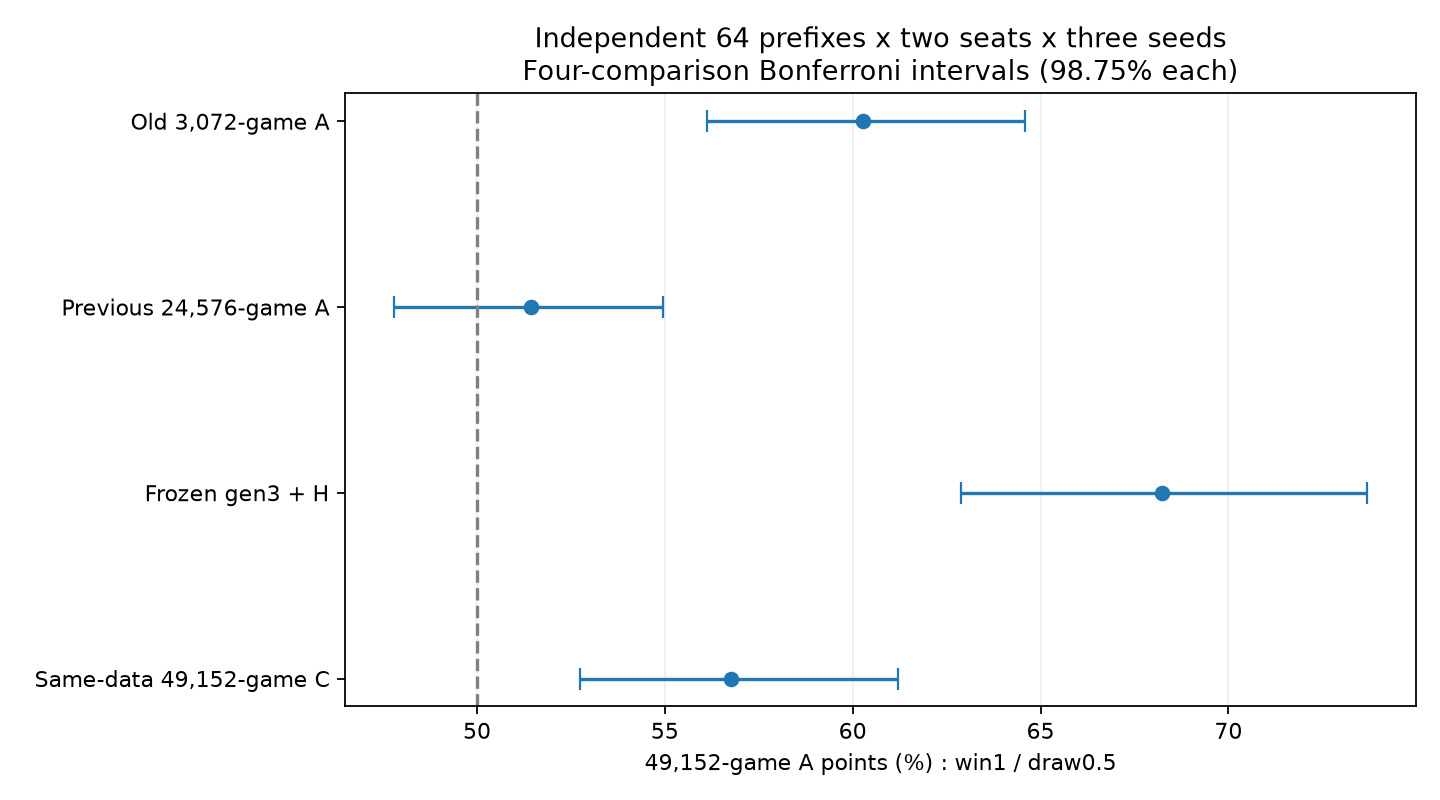 Independent 64 prefixes x two seats x three seeds
Four-comparison Bonferroni intervals (98.75% each)
Old 3,072-game A
Previous 24,576-game A
Frozen gen3 + H
Same-data 49,152-game C
50 55 60 65 70
49,152-game A points (%) : win1 / draw0.5